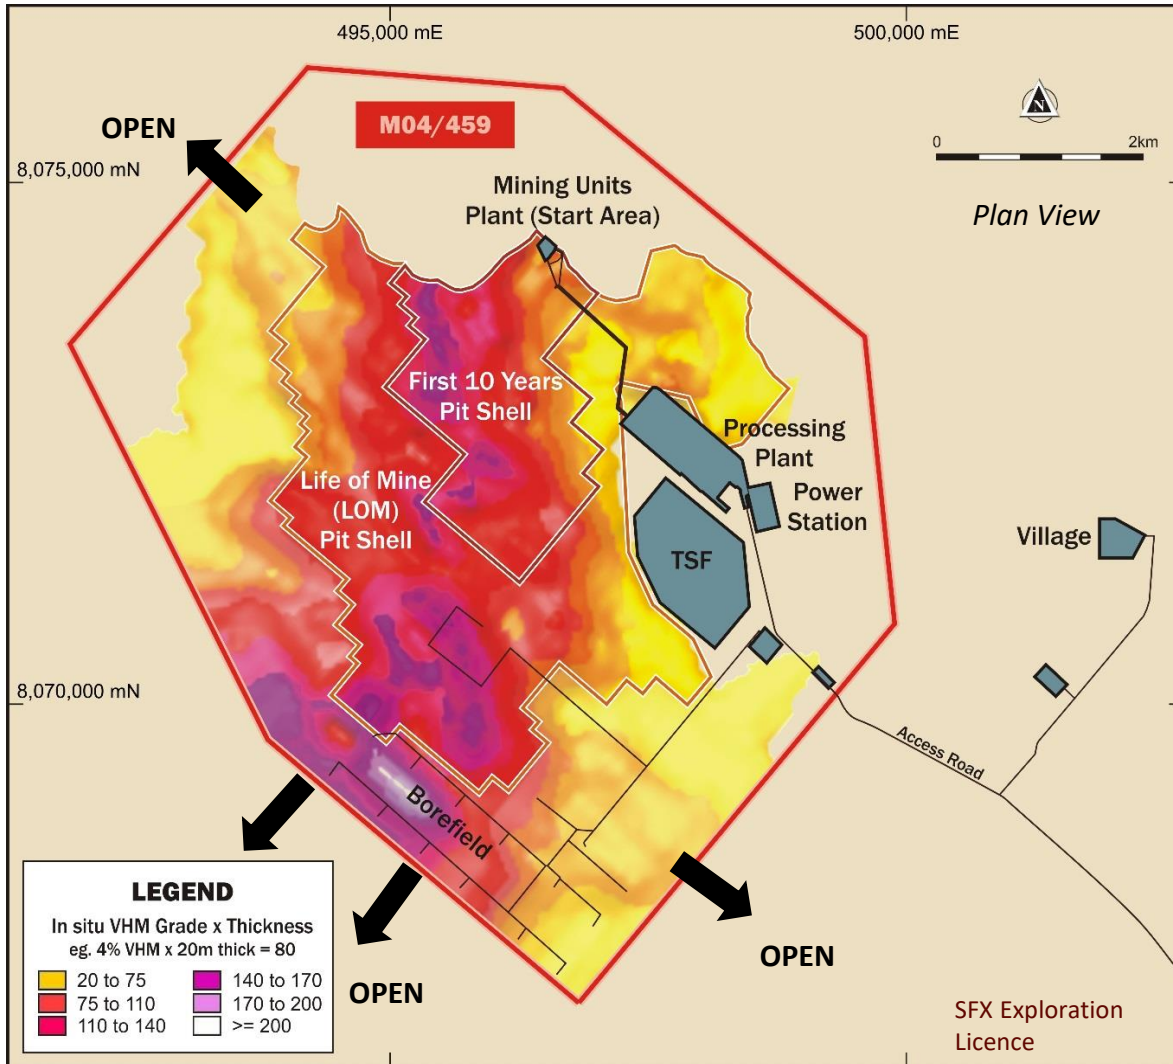 495,000 mE
500,000 mE
OPEN
M04/459
N
0
2km
8,075,000 mN
Mining Units
Plant (Start Area)
Plan View
First 10 Years
Pit Shell
Processing
Plant
Life of Mine
(LOM)
Pit Shell
Power
Station
Village
TSF
8,070,000 mN
Access Road
Borefield
LEGEND
In situ VHM Grade x Thickness
eg. 4% VHM x 20m thick = 80
20 to 75
140 to 170
75 to 110
170 to 200
110 to 140
>= 200
OPEN
OPEN
SFX Exploration
Licence